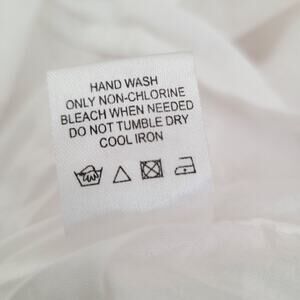 HAND WASH
ONLY NON-CHLORINE
BLEACH WHEN NEEDED
DO NOT TUMBLE DRY
COOL IRON